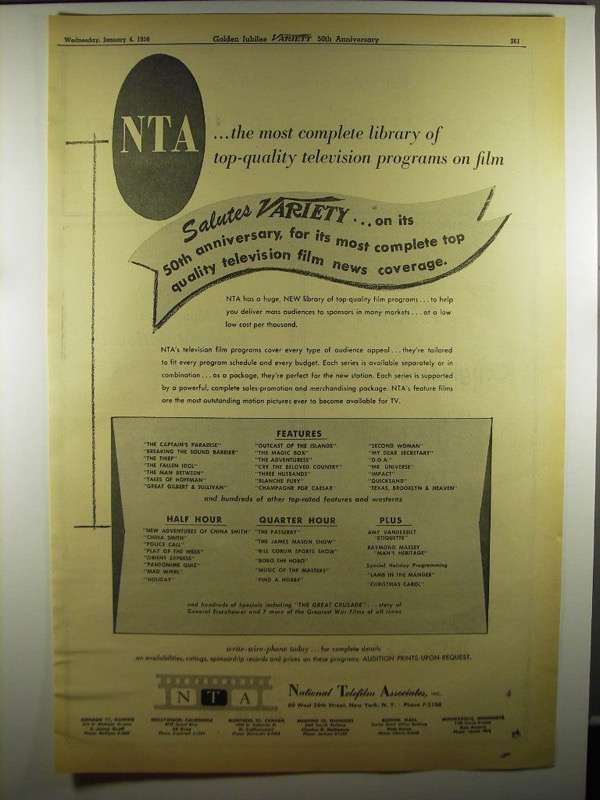 Wednesday, January 4, 1956 Golden Jubilee VARIETY 50th Anniversary 261
NTA
...the most complete library of
top-quality television programs on film
Salutes VARIETY... on its
50th anniversary, for its most complete top
quality television film news coverage.
NTA has a huge, NEW library of top-quality film programs... to help
you deliver mass audiences to sponsors in many markets... at a low
low cost per thousand.
NTA's television film programs cover every type of audience appeal... they're tailored
to fit every program schedule and every budget. Each series is available separately or in
combination... as a package, they're perfect for the new station. Each series is supported
by a powerful, complete sales-promotion and merchandising package. NTA's feature films
are the most outstanding motion pictures ever to become available for TV.
FEATURES
"THE CAPTAIN'S PARADISE"
"BREAKING THE SOUND BARRIER"
"THE THIEF"
"THE FALLEN IDOL"
"THE MAN BETWEEN"
"TALES OF HOFFMAN"
"GREAT GILBERT & SULLIVAN"
"OUTCAST OF THE ISLANDS"
"THE MAGIC BOX"
"THE ADVENTURESS"
"CRY THE BELOVED COUNTRY"
"THREE HUSBANDS"
"BLANCHE FURY"
"CHAMPAGNE FOR CAESAR"
"SECOND WOMAN"
"MY DEAR SECRETARY"
"D.O.A."
"MR. UNIVERSE"
"IMPACT"
"QUICKSAND"
"TEXAS, BROOKLYN & HEAVEN"
and hundreds of other top-rated features and westerns
HALF HOUR
"NEW ADVENTURES OF CHINA SMITH"
"CHINA SMITH"
"POLICE CALL"
"PLAY OF THE WEEK"
"ORIENT EXPRESS"
"PANTOMIME QUIZ"
"MAD WHIRL"
"HOLIDAY"
QUARTER HOUR
"THE PASSERBY"
"THE JAMES MASON SHOW"
"BILL CORUM SPORTS SHOW"
"BOBO THE HOBO"
"MUSIC OF THE MASTERS"
"FIND A HOBBY"
PLUS
AMY VANDERBILT
"ETIQUETTE"
RAYMOND MASSEY
"MAN'S HERITAGE"
Special Holiday Programming
"LAMB IN THE MANGER"
"CHRISTMAS CAROL"
and hundreds of Specials including "THE GREAT CRUSADE"... story of
General Eisenhower and 7 more of the Greatest War Films of all times
write-wire-phone today... for complete details
on availabilities, ratings, sponsorship records and prices on these programs. AUDITION PRINTS UPON REQUEST.
NTA
National Telefilm Associates, INC.
60 West 55th Street, New York, N. Y.
HOLLYWOOD, CALIFORNIA
BOSTON, MASS.
MINNEAPOLIS, MINNESOTA